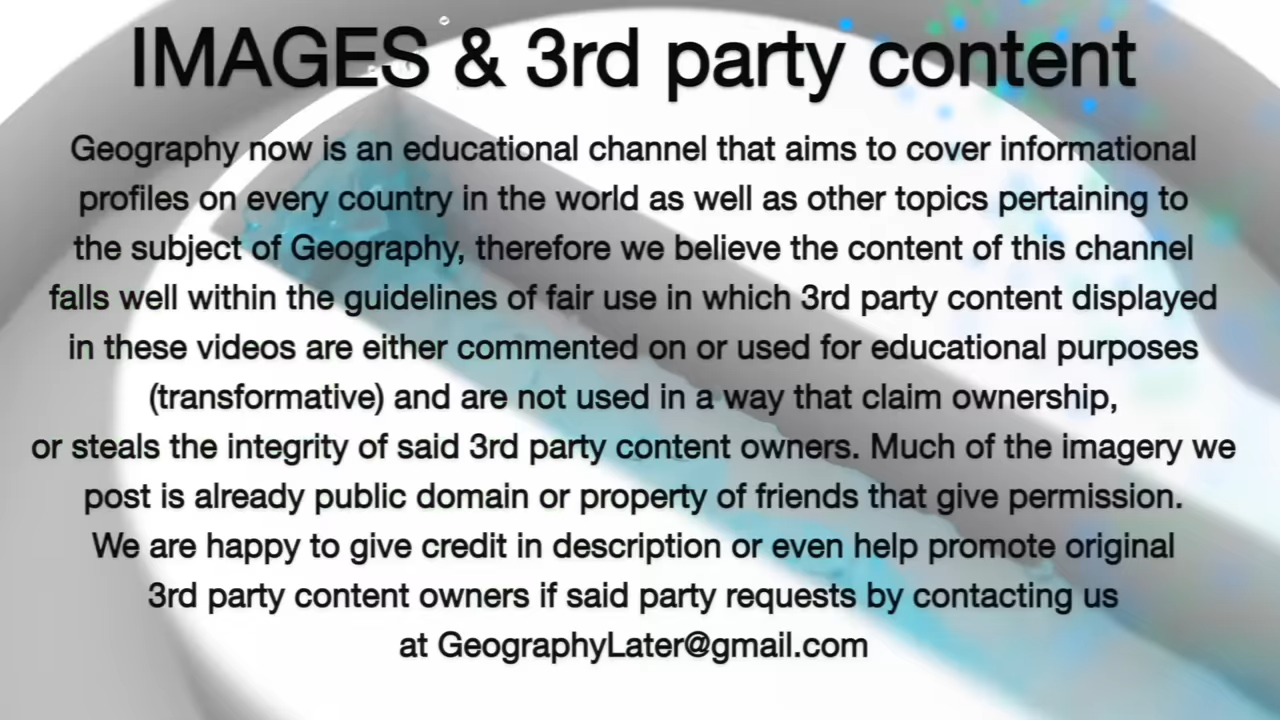 IMAGES & 3rd party content
Geography now is an educational channel that aims to cover informational
profiles on every country in the world as well as other topics pertaining to
the subject of Geography, therefore we believe the content of this channel
falls well within the guidelines of fair use in which 3rd party content displayed
in these videos are either commented on or used for educational purposes
(transformative) and are not used in a way that claim ownership,
or steals the integrity of said 3rd party content owners. Much of the imagery we
post is already public domain or property of friends that give permission.
We are happy to give credit in description or even help promote original
3rd party content owners if said party requests by contacting us
at GeographyLater@gmail.com